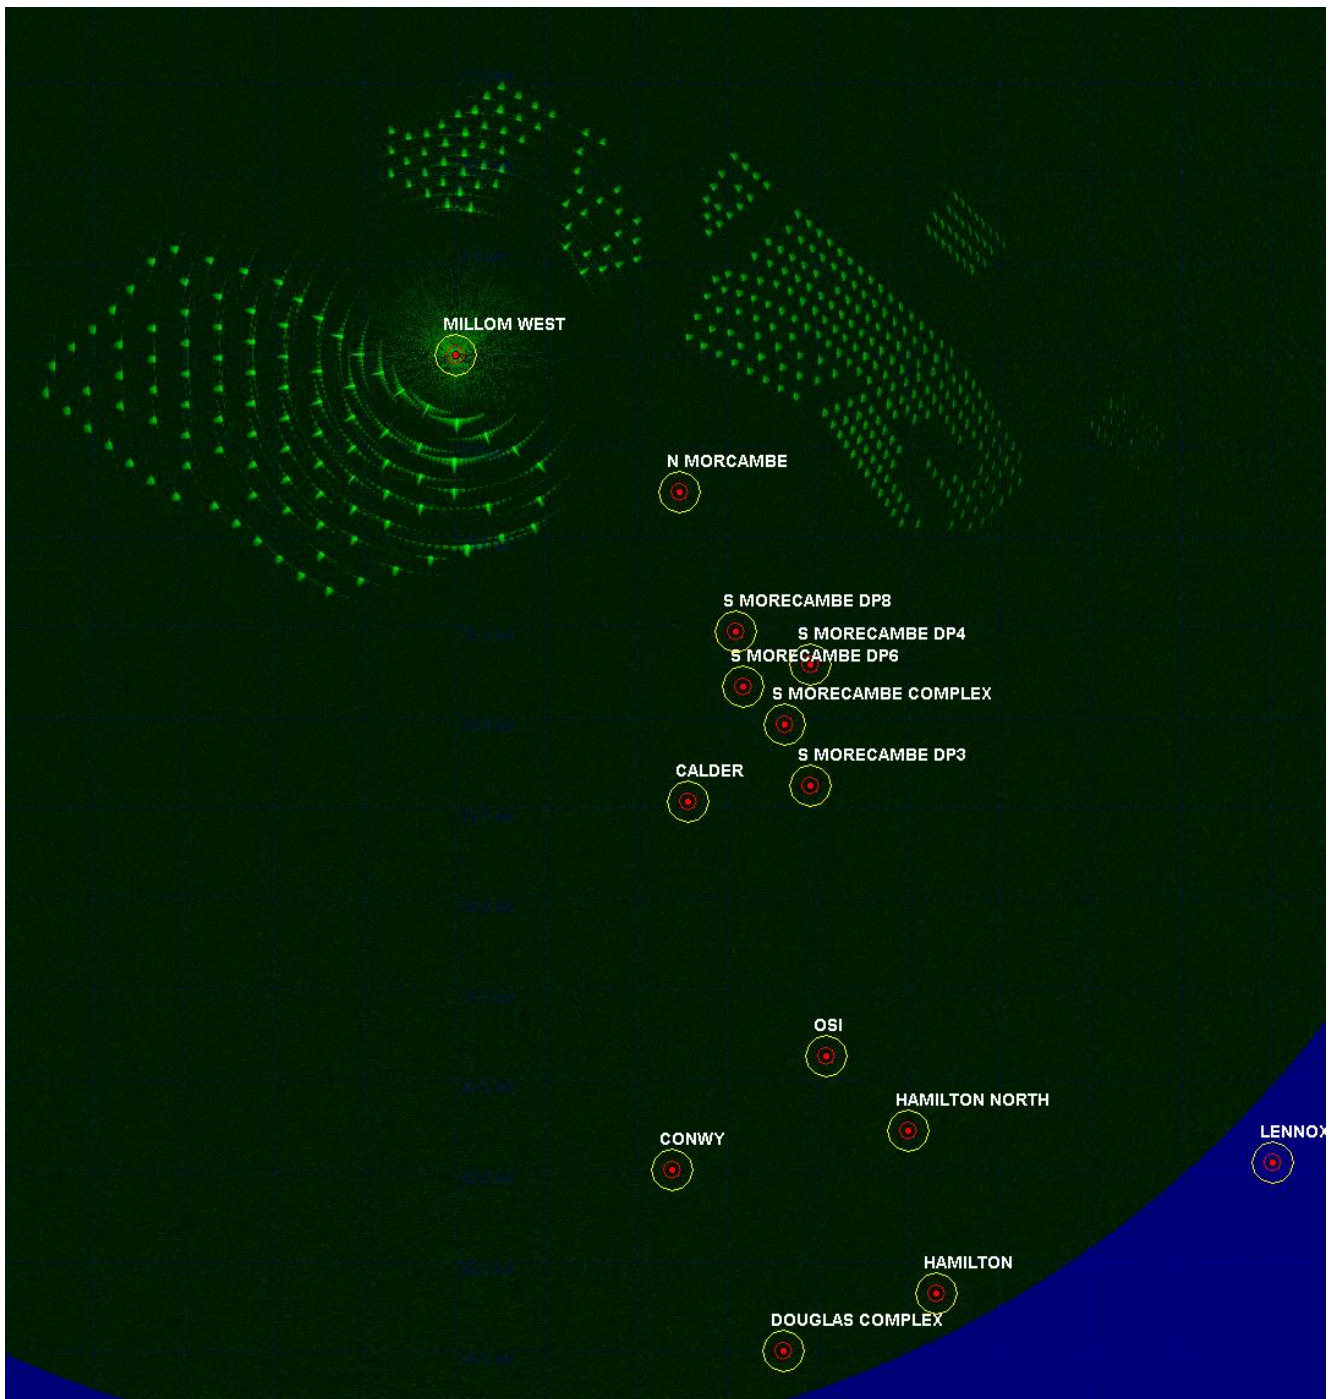 MILLOM WEST
N MORCAMBE
S MORECAMBE DP8
S MORECAMBE DP4
S MORECAMBE DP6
S MORECAMBE COMPLEX
S MORECAMBE DP3
CALDER
OSI
HAMILTON NORTH
LENNOX
CONWY
HAMILTON
DOUGLAS COMPLEX